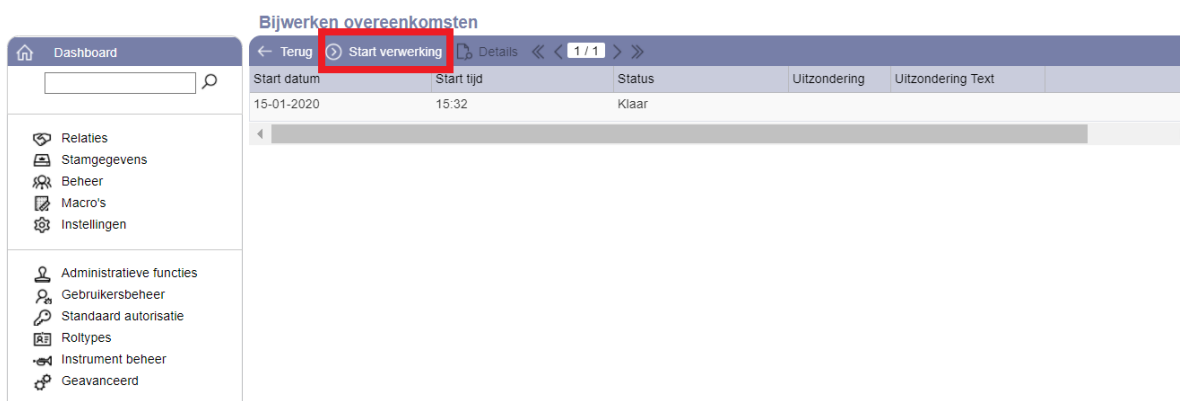 Bijwerken overeenkomsten
Dashboard
Terug Start verwerking Details 1 / 1
Start datum Start tijd Status Uitzondering Uitzondering Text
15-01-2020 15:32 Klaar
Relaties
Stamgegevens
Beheer
Macro's
Instellingen
Administratieve functies
Gebruikersbeheer
Standaard autorisatie
Roltypes
Instrument beheer
Geavanceerd